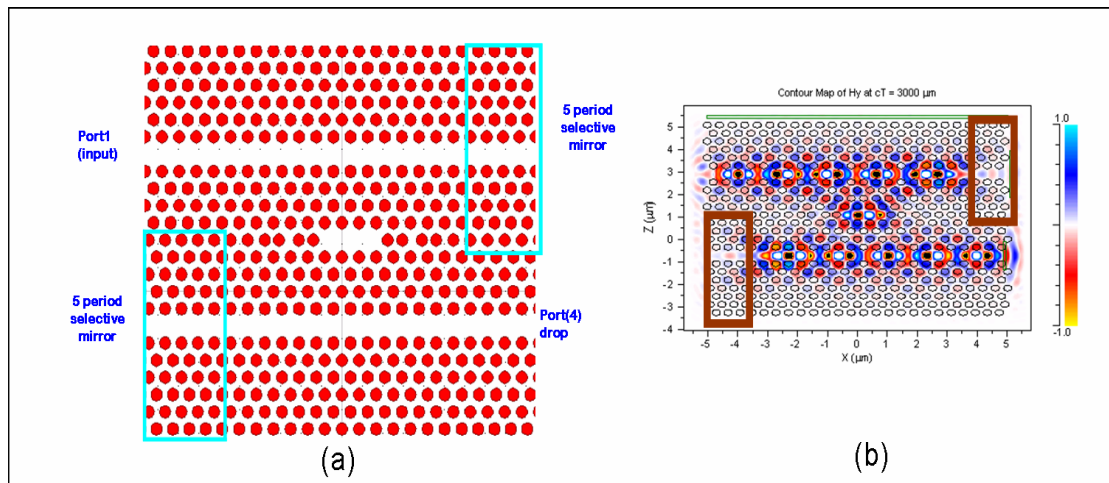 Port1
(input)
5 period
selective
mirror
5 period
selective
mirror
Port(4)
drop
(a)
Contour Map of Hy at cT = 3000 µm
Z (µm)
5
4
3
2
1
0
-1
-2
-3
-4
-5
-4
-3
-2
-1
0
1
2
3
4
5
X (µm)
1.0
-1.0
(b)